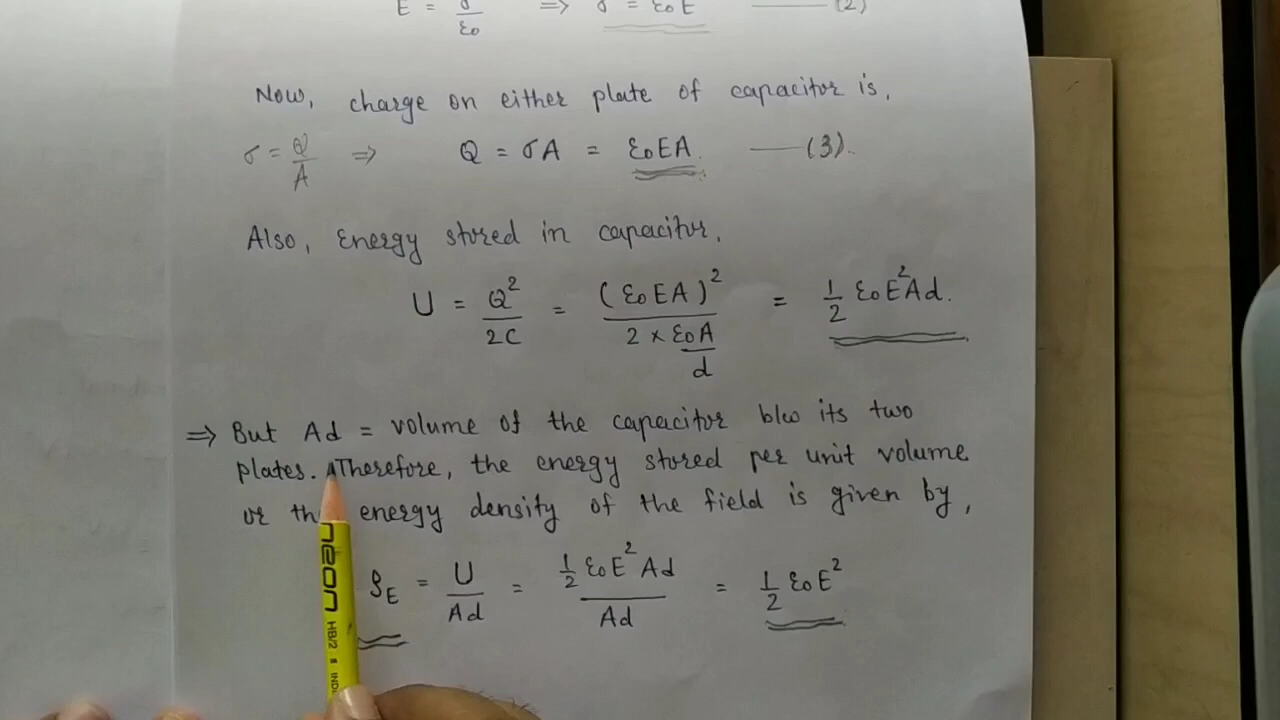 E = σ/ε₀ ⇒ σ = ε₀E ——(2)
Now, charge on either plate of capacitor is,
σ = Q/A ⇒ Q = σA = ε₀EA. ——(3).
Also, Energy stored in capacitor,
U = Q²/2C = (ε₀EA)²/(2 × ε₀A/d) = 1/2 ε₀E²Ad.
⇒ But Ad = volume of the capacitor b/w its two
plates. Therefore, the energy stored per unit volume
or the energy density of the field is given by,
ρE = U/Ad = 1/2 ε₀E²Ad/Ad = 1/2 ε₀E²
neon HB/2